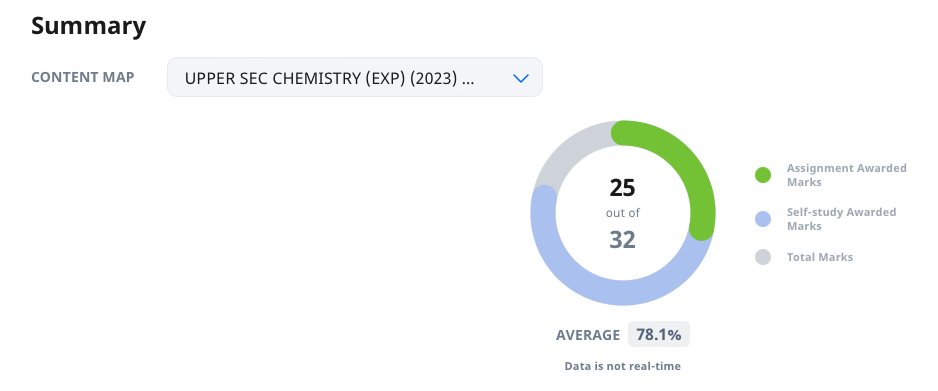 Summary
CONTENT MAP
UPPER SEC CHEMISTRY (EXP) (2023) ...
25
out of
32
Assignment Awarded
Marks
Self-study Awarded
Marks
Total Marks
AVERAGE 78.1%
Data is not real-time